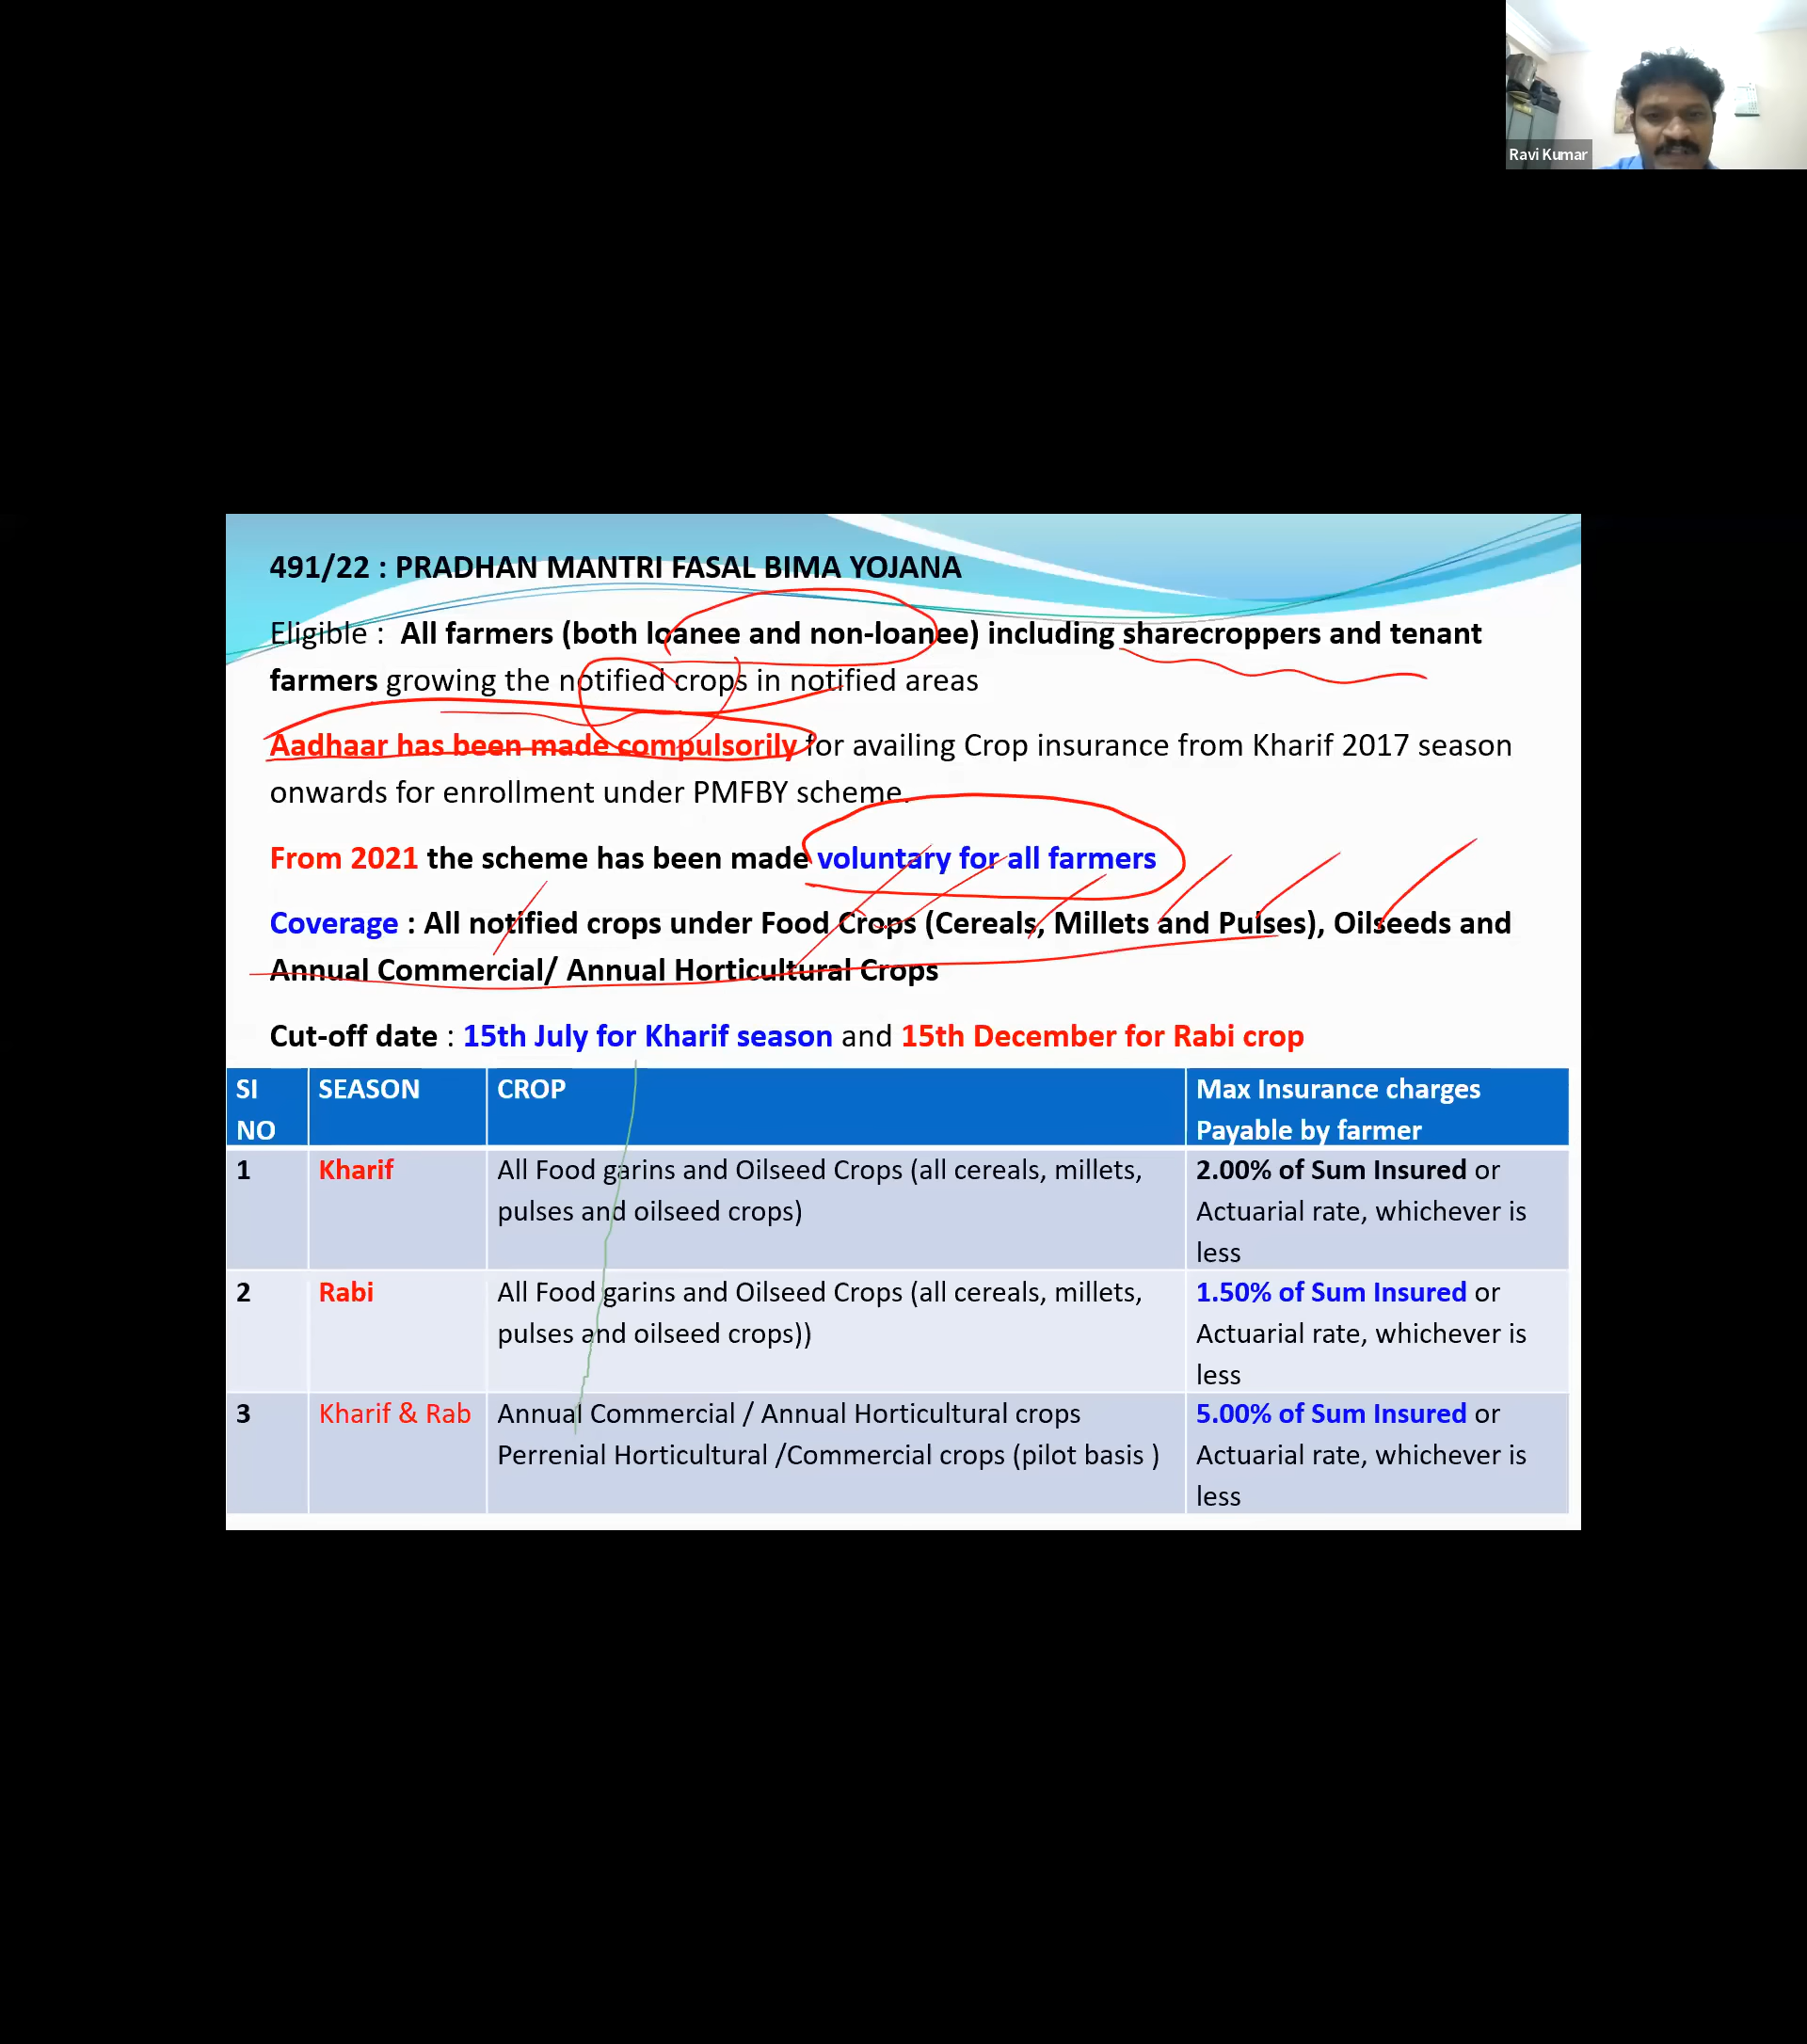 Ravi Kumar
491/22 : PRADHAN MANTRI FASAL BIMA YOJANA
Eligible : All farmers (both loanee and non-loanee) including sharecroppers and tenant
farmers growing the notified crops in notified areas
Aadhaar has been made compulsorily for availing Crop insurance from Kharif 2017 season
onwards for enrollment under PMFBY scheme.
From 2021 the scheme has been made voluntary for all farmers
Coverage : All notified crops under Food Crops (Cereals, Millets and Pulses), Oilseeds and
Annual Commercial/ Annual Horticultural Crops
Cut-off date : 15th July for Kharif season and 15th December for Rabi crop
SI NO SEASON CROP Max Insurance charges Payable by farmer
1 Kharif All Food garins and Oilseed Crops (all cereals, millets, pulses and oilseed crops) 2.00% of Sum Insured or Actuarial rate, whichever is less
2 Rabi All Food garins and Oilseed Crops (all cereals, millets, pulses and oilseed crops)) 1.50% of Sum Insured or Actuarial rate, whichever is less
3 Kharif & Rab Annual Commercial / Annual Horticultural crops Perrenial Horticultural /Commercial crops (pilot basis ) 5.00% of Sum Insured or Actuarial rate, whichever is less